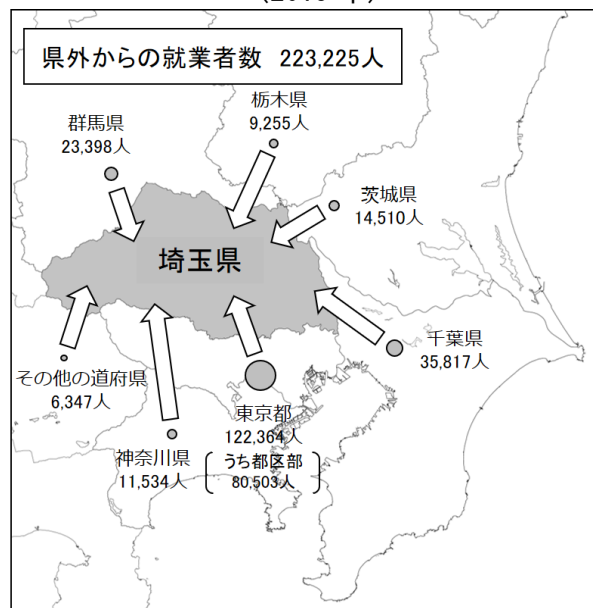 県外からの就業者数 223,225人
栃木県
9,255人
群馬県
23,398人
茨城県
14,510人
埼玉県
千葉県
35,817人
その他の道府県
6,347人
東京都
122,364人
うち都区部
80,503人
神奈川県
11,534人